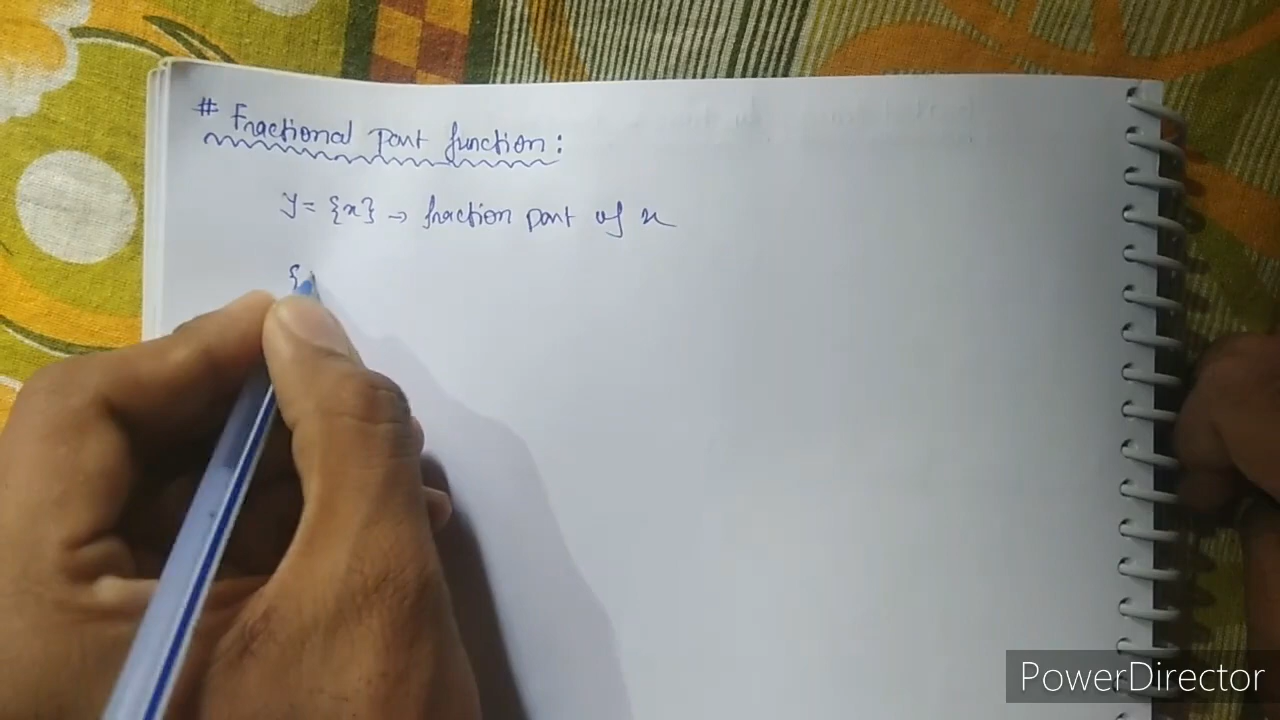 # Fractional part function:
y = {x} → fraction part of x
{
PowerDirector